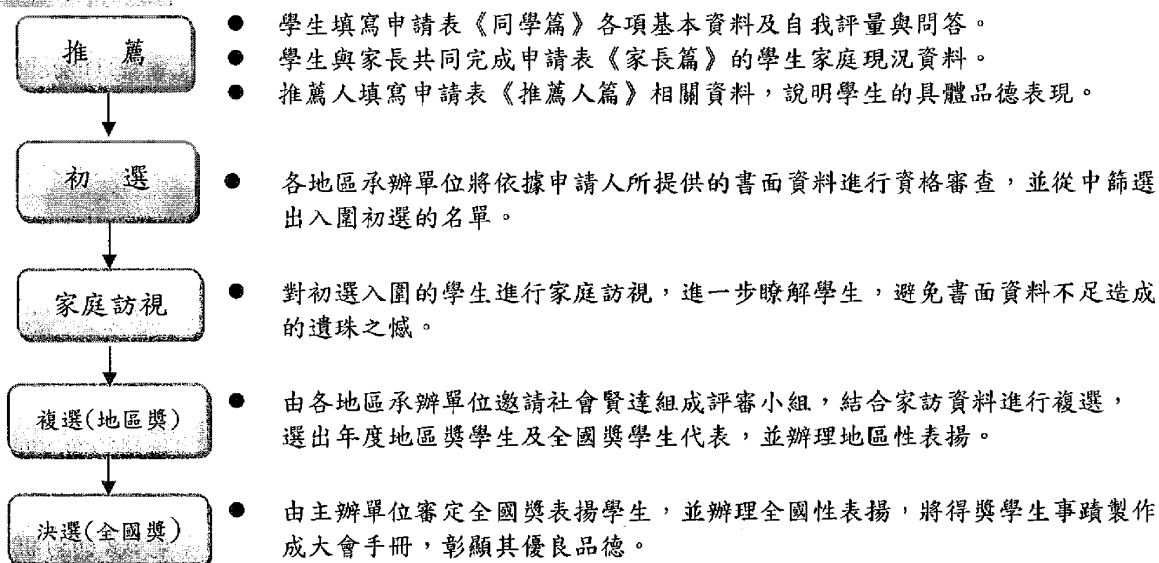 推 薦
● 學生填寫申請表《同學篇》各項基本資料及自我評量與問答。
● 學生與家長共同完成申請表《家長篇》的學生家庭現況資料。
● 推薦人填寫申請表《推薦人篇》相關資料，說明學生的具體品德表現。
初 選
● 各地區承辦單位將依據申請人所提供的書面資料進行資格審查，並從中篩選
出入圍初選的名單。
家庭訪視
● 對初選入圍的學生進行家庭訪視，進一步瞭解學生，避免書面資料不足造成
的遺珠之憾。
複選(地區獎)
● 由各地區承辦單位邀請社會賢達組成評審小組，結合家訪資料進行複選，
選出年度地區獎學生及全國獎學生代表，並辦理地區性表揚。
決選(全國獎)
● 由主辦單位審定全國獎表揚學生，並辦理全國性表揚，將得獎學生事蹟製作
成大會手冊，彰顯其優良品德。